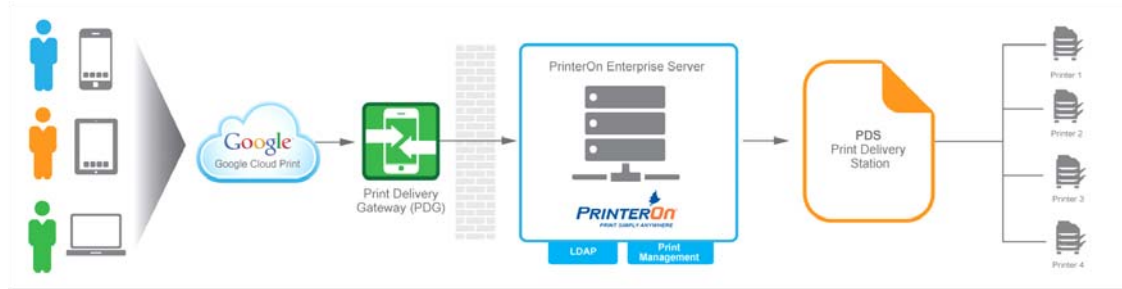 Google
Google Cloud Print
Print Delivery
Gateway (PDG)
PrinterOn Enterprise Server
PRINTERON
PRINT SIMPLY ANYWHERE
LDAP
Print
Management
PDS
Print Delivery
Station
Printer 1
Printer 2
Printer 3
Printer 4